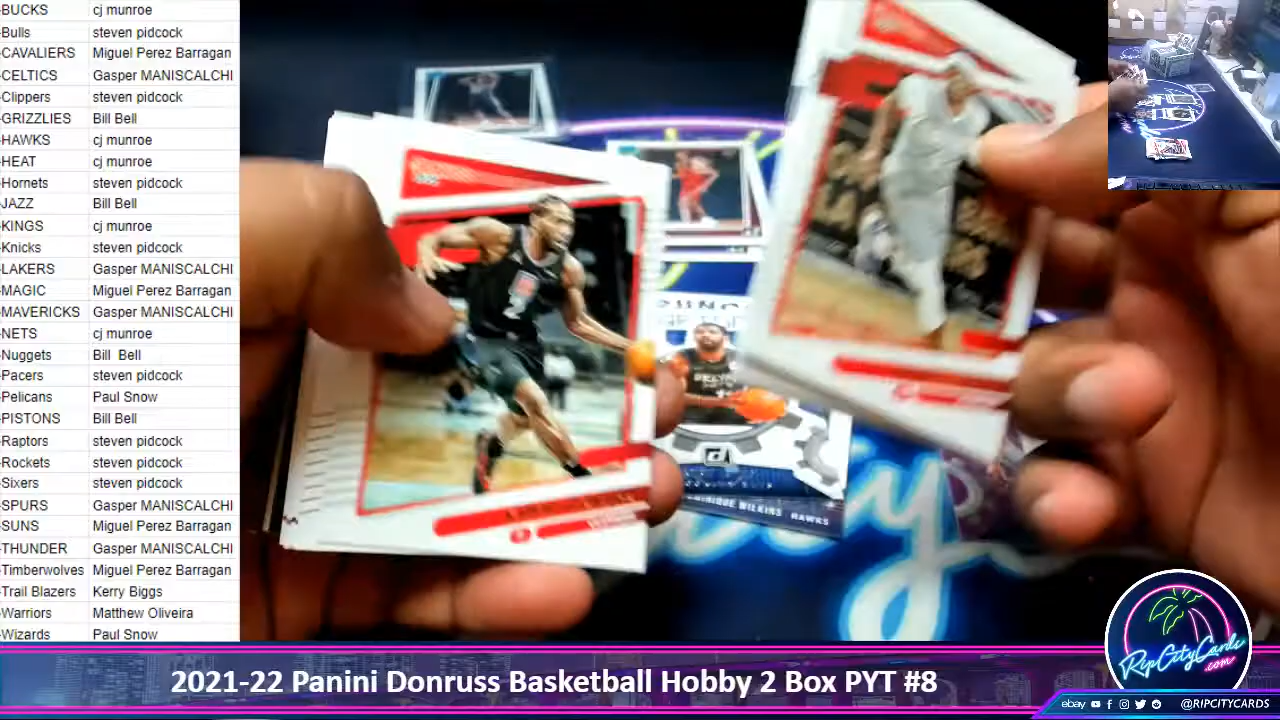 -BUCKS cj munroe
-Bulls steven pidcock
-CAVALIERS Miguel Perez Barragan
-CELTICS Gasper MANISCALCHI
-Clippers steven pidcock
-GRIZZLIES Bill Bell
-HAWKS cj munroe
-HEAT cj munroe
-Hornets steven pidcock
-JAZZ Bill Bell
-KINGS cj munroe
-Knicks steven pidcock
-LAKERS Gasper MANISCALCHI
-MAGIC Miguel Perez Barragan
-MAVERICKS Gasper MANISCALCHI
-NETS cj munroe
-Nuggets Bill  Bell
-Pacers steven pidcock
-Pelicans Paul Snow
-PISTONS Bill Bell
-Raptors steven pidcock
-Rockets steven pidcock
-Sixers steven pidcock
-SPURS Gasper MANISCALCHI
-SUNS Miguel Perez Barragan
-THUNDER Gasper MANISCALCHI
-Timberwolves Miguel Perez Barragan
-Trail Blazers Kerry Biggs
-Warriors Matthew Oliveira
-Wizards Paul Snow
2
WILKINS HAWKS
RipCityCards
.com
2021-22 Panini Donruss Basketball Hobby 2 Box PYT #8
ebay @RIPCITYCARDS